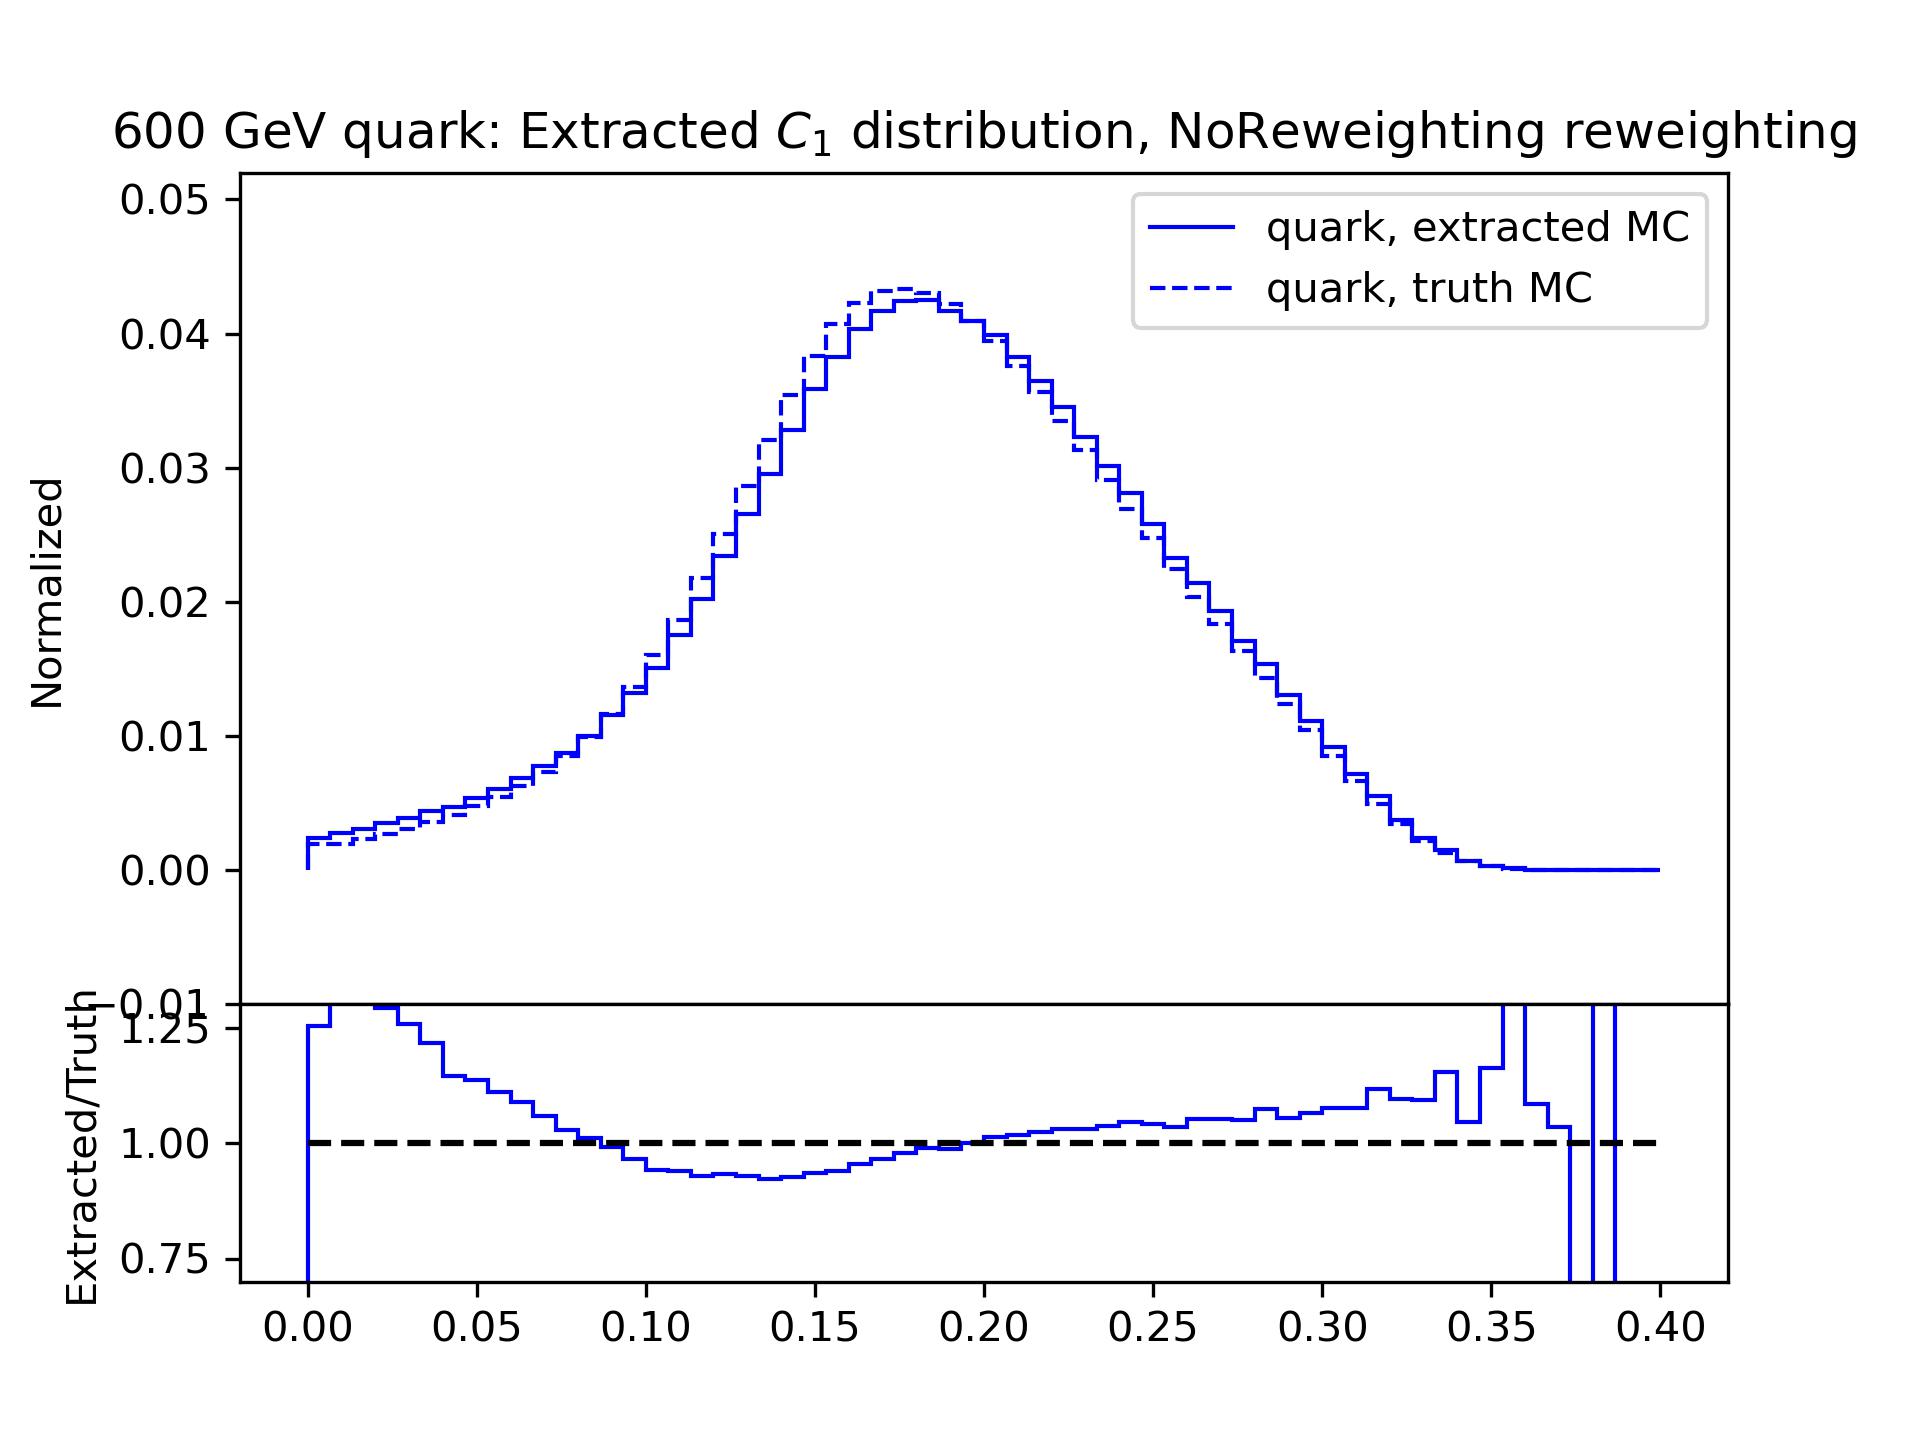 600 GeV quark: Extracted C₁ distribution, NoReweighting reweighting
quark, extracted MC
quark, truth MC
Normalized
0.05
0.04
0.03
0.02
0.01
0.00
−0.01
Extracted/Truth
1.25
1.00
0.75
0.00 0.05 0.10 0.15 0.20 0.25 0.30 0.35 0.40